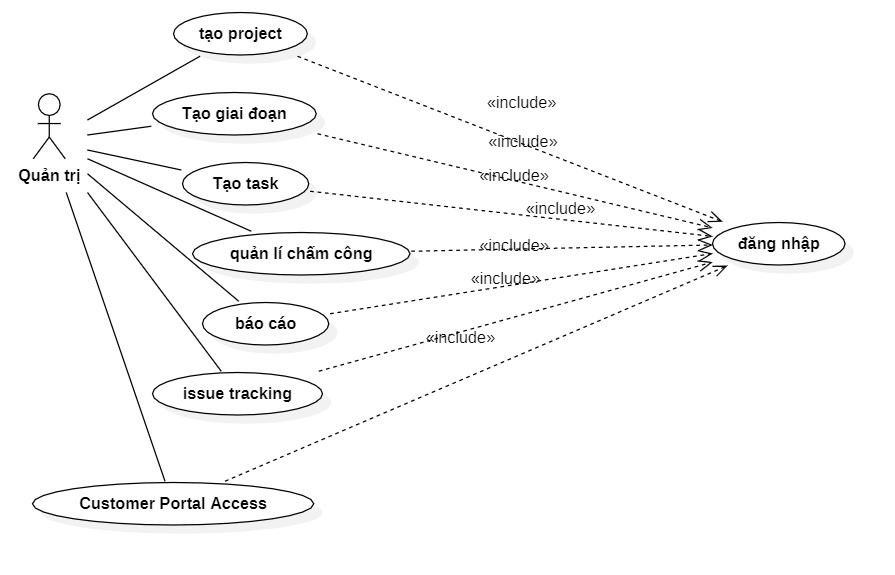 tạo project
«include»
Tạo giai đoạn
«include»
Quản trị
Tạo task
«include»
«include»
quản lí chấm công
«include»
đăng nhập
«include»
báo cáo
«include»
issue tracking
Customer Portal Access